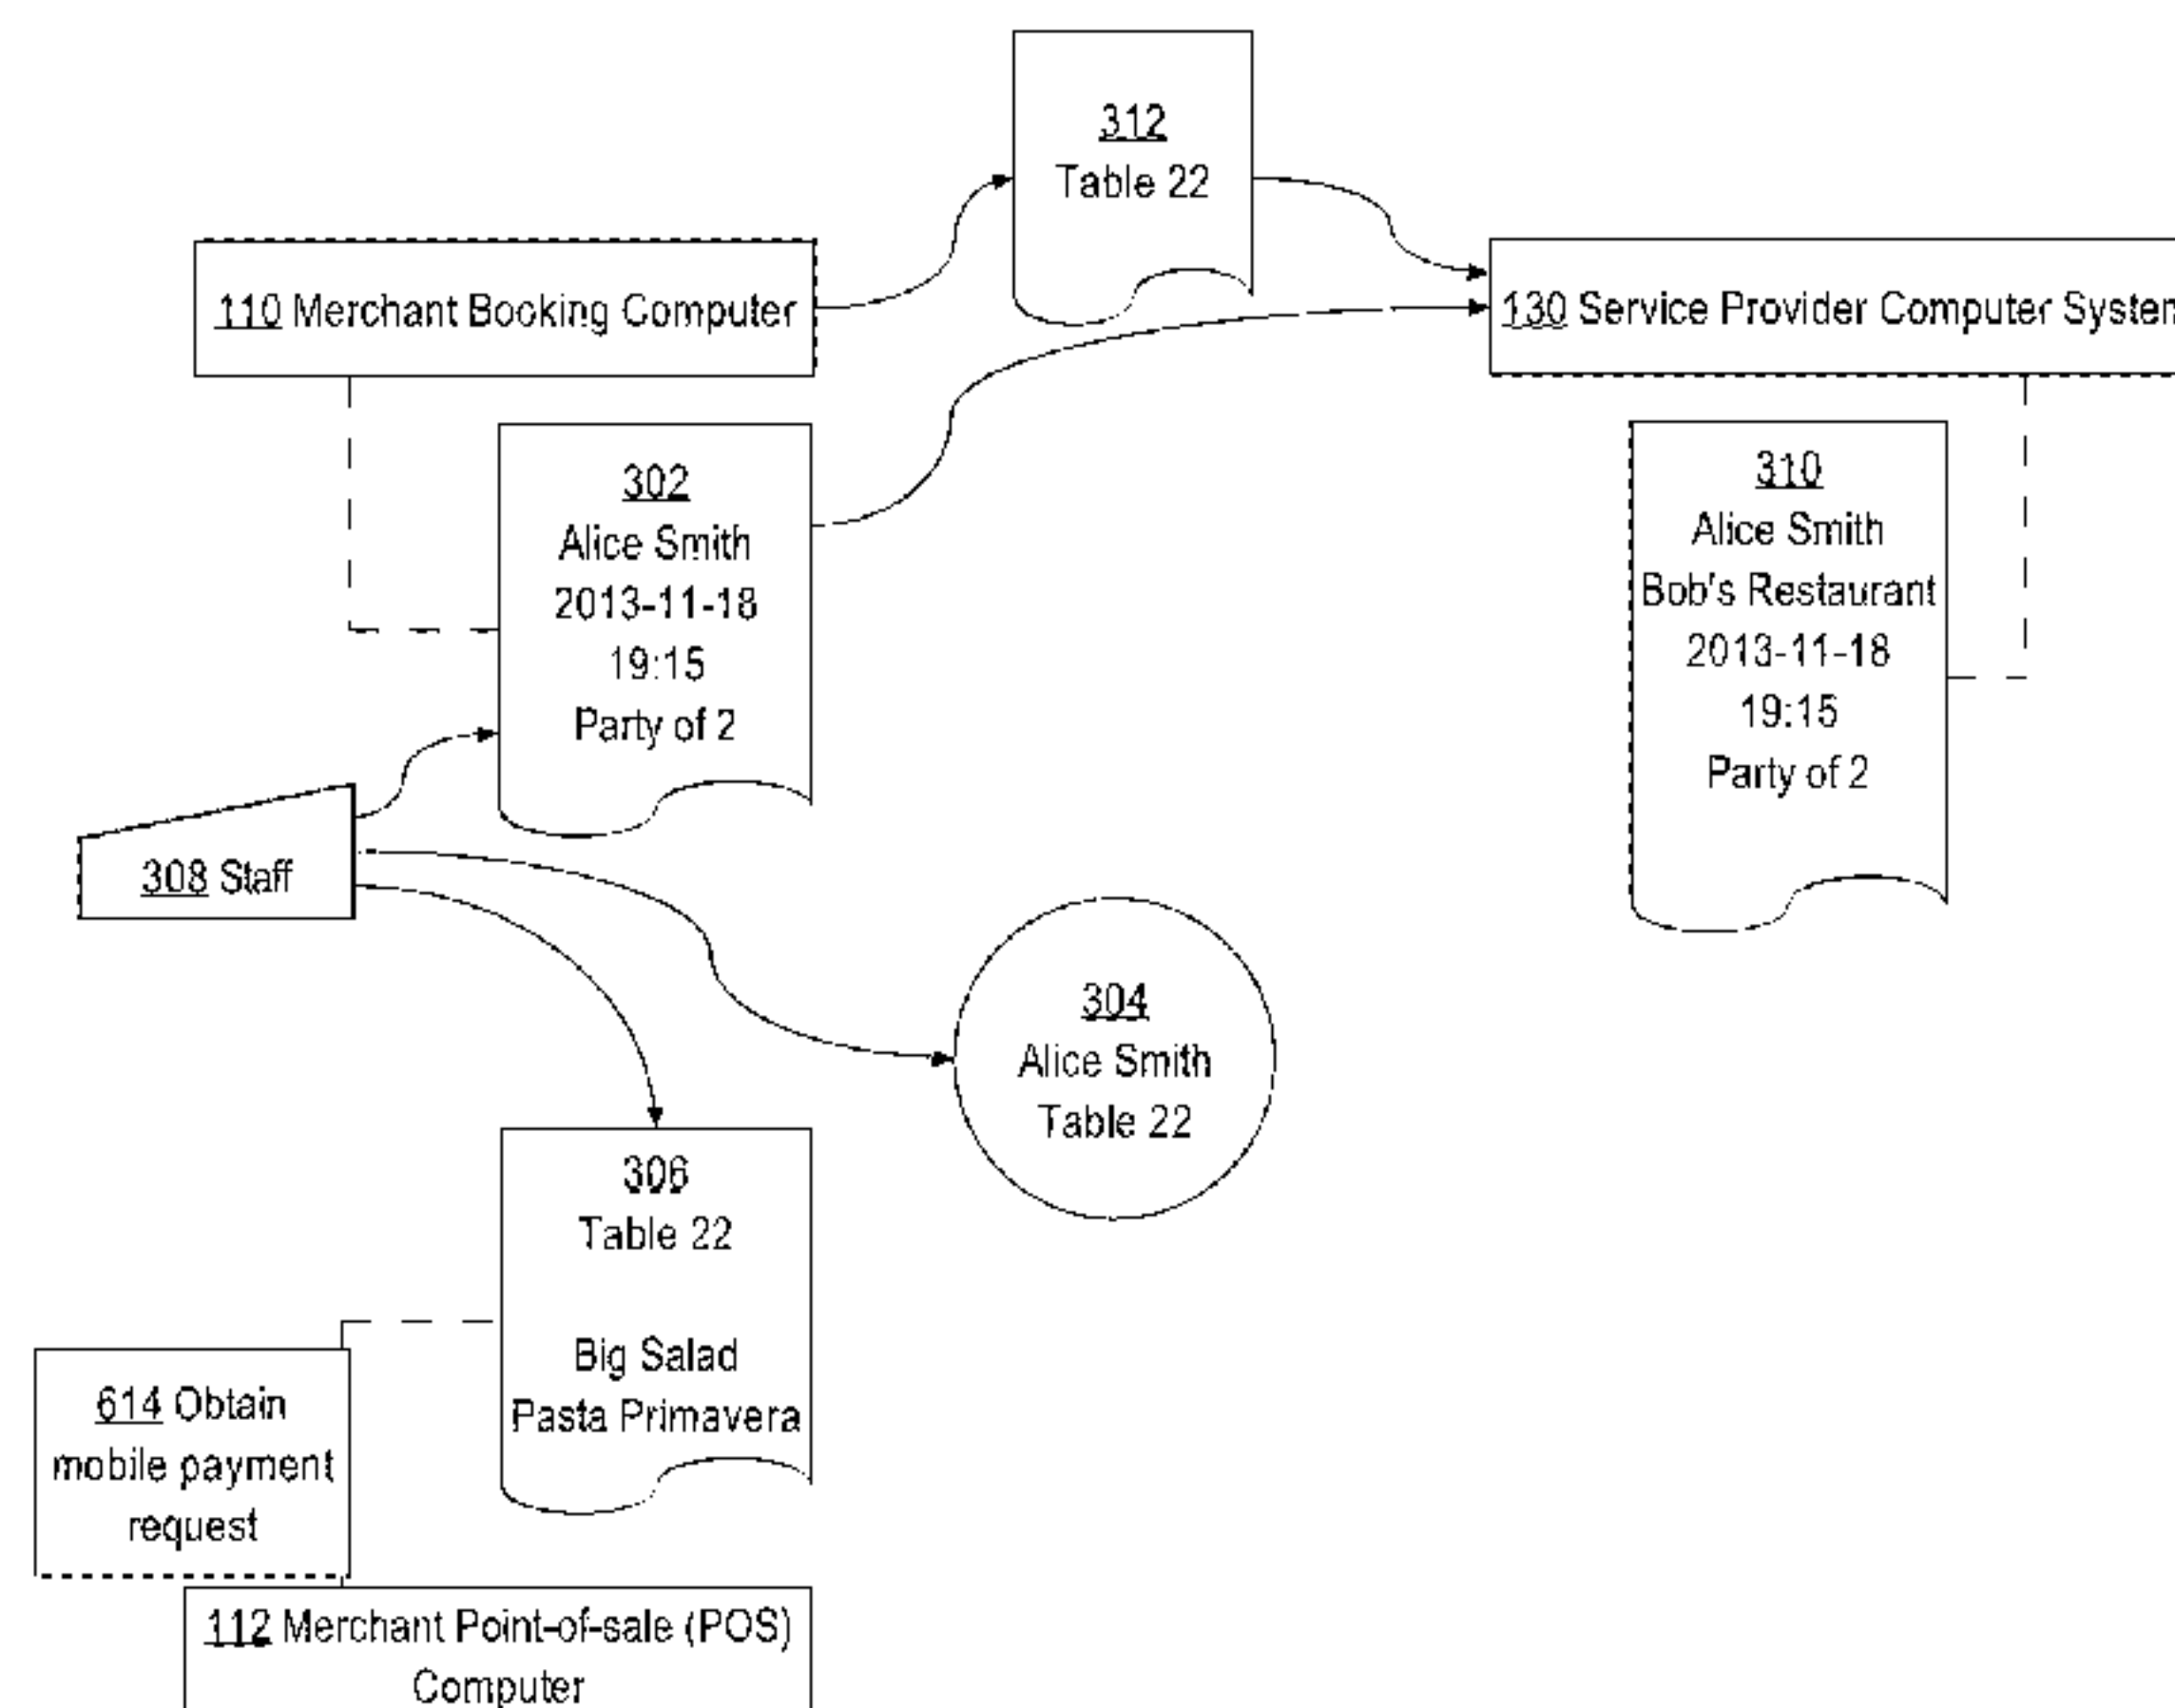 312
Table 22
110 Merchant Booking Computer
130 Service Provider Computer System
302
Alice Smith
2013-11-18
19:15
Party of 2
310
Alice Smith
Bob's Restaurant
2013-11-18
19:15
Party of 2
308 Staff
304
Alice Smith
Table 22
306
Table 22
Big Salad
Pasta Primavera
614 Obtain
mobile payment
request
112 Merchant Point-of-sale (POS)
Computer